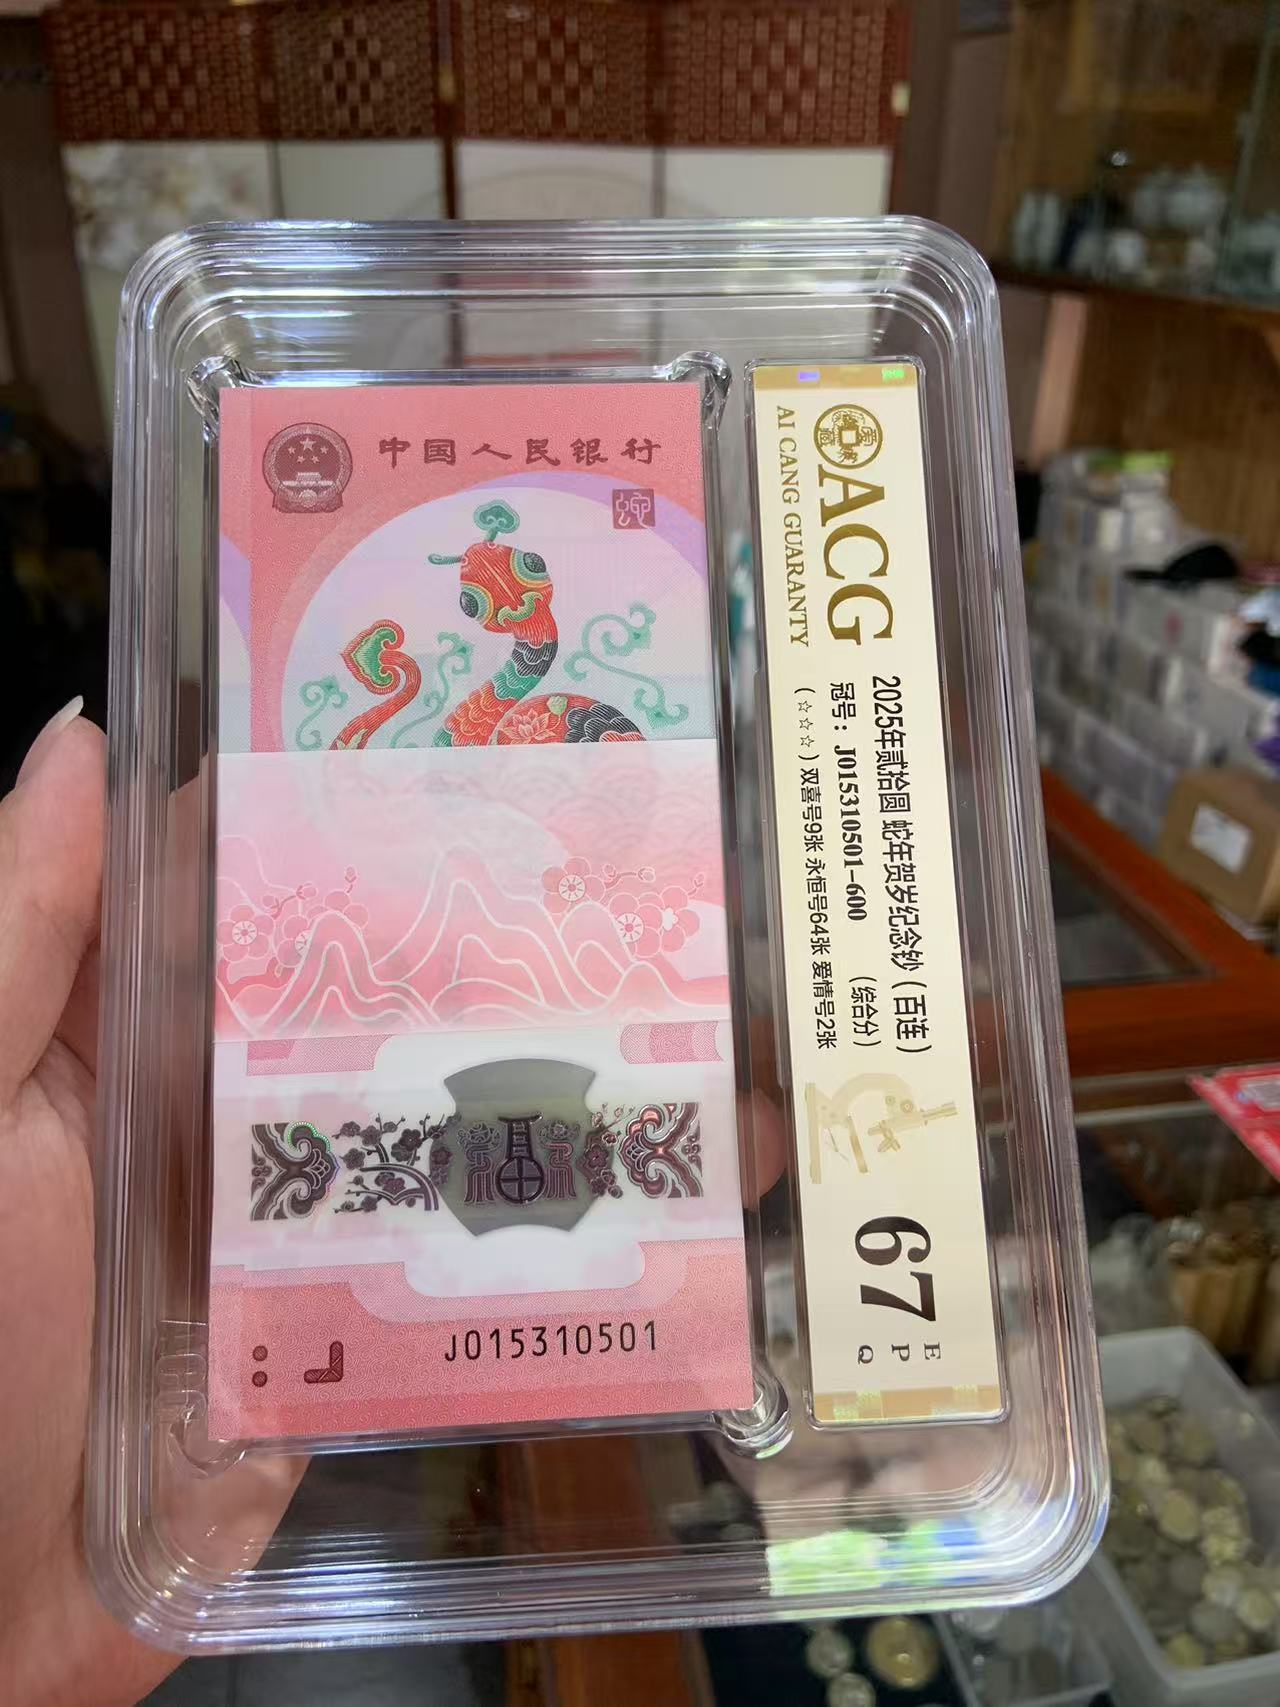 中国人民银行
蛇
J015310501
ACG
AI CANG GUARANTY
2025年贰拾圆 蛇年贺岁纪念钞（百连）
冠号：J015310501-600 （综合分）
（☆☆☆）双喜号9张 永恒号64张 爱情号2张
67
E
P
Q